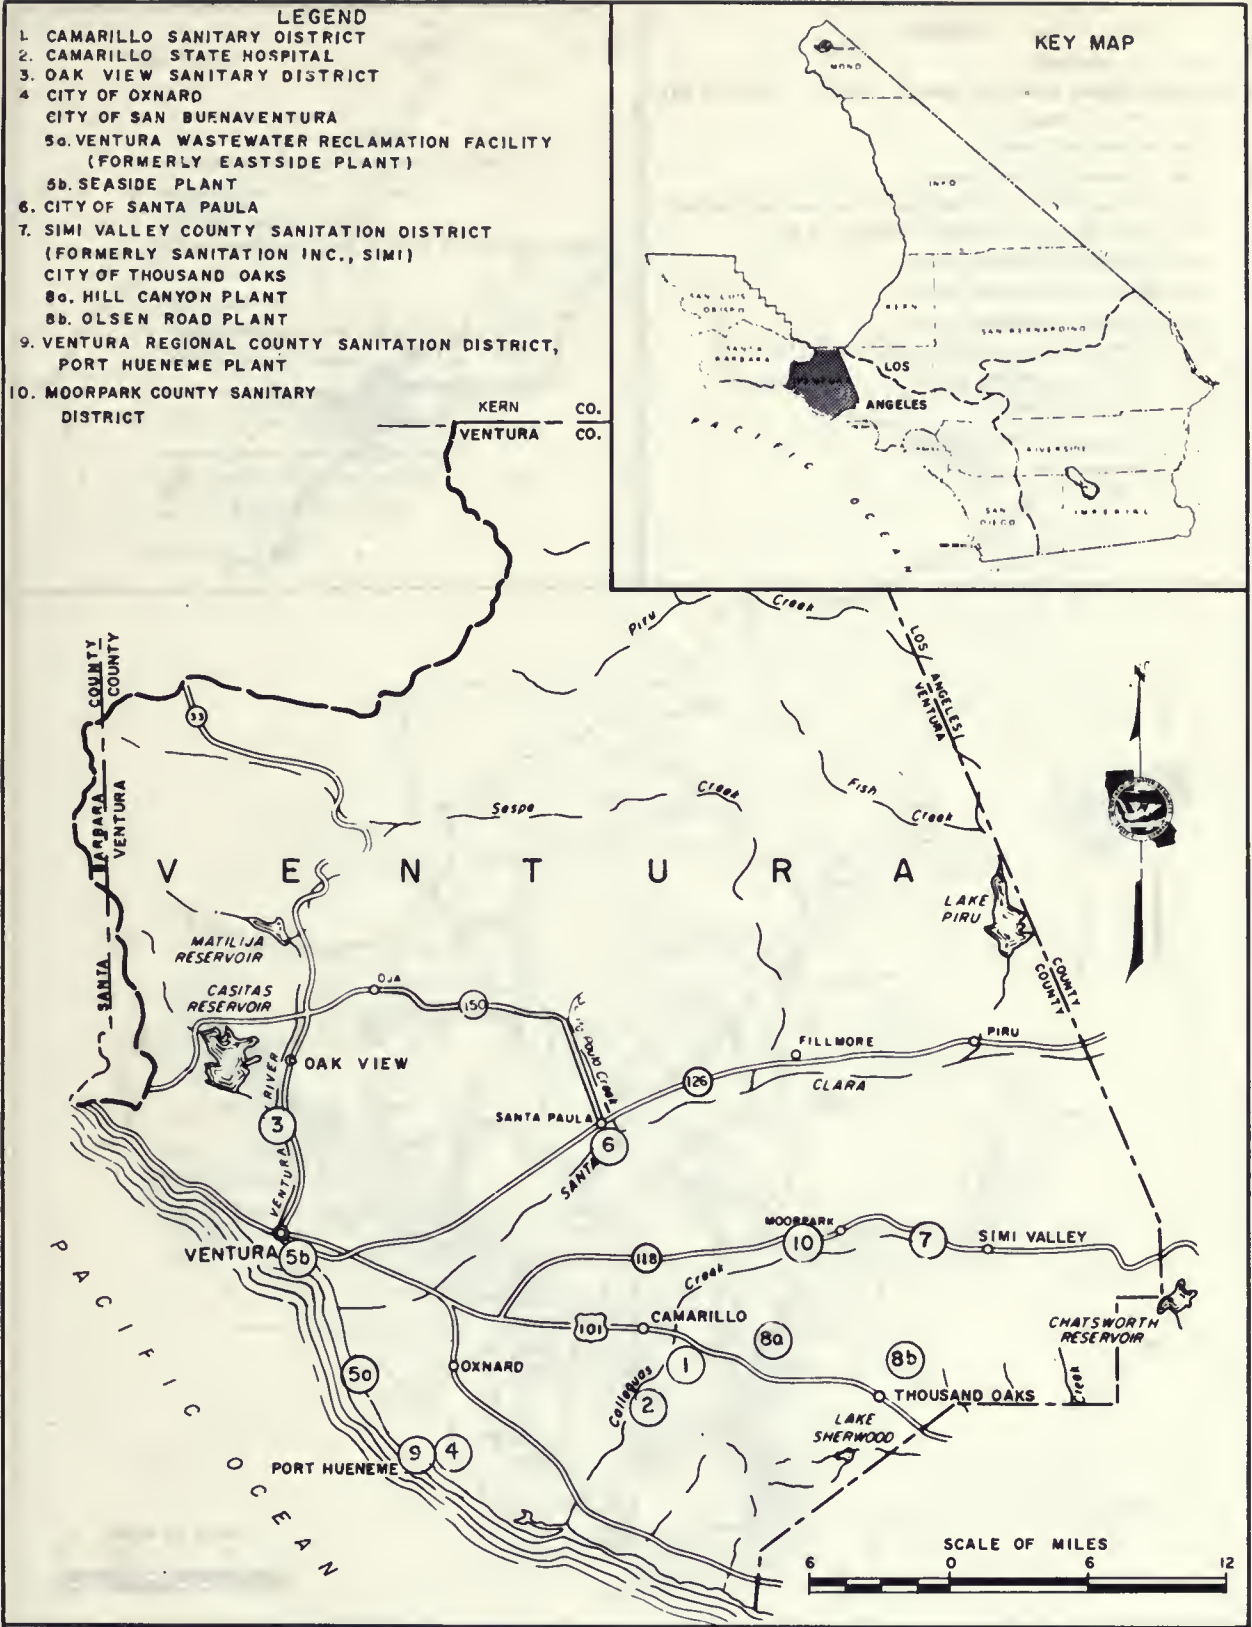 LEGEND
1. CAMARILLO SANITARY DISTRICT
2. CAMARILLO STATE HOSPITAL
3. OAK VIEW SANITARY DISTRICT
4 CITY OF OXNARD
CITY OF SAN BUENAVENTURA
5a. VENTURA WASTEWATER RECLAMATION FACILITY
(FORMERLY EASTSIDE PLANT)
5b. SEASIDE PLANT
6. CITY OF SANTA PAULA
7. SIMI VALLEY COUNTY SANITATION DISTRICT
(FORMERLY SANITATION INC., SIMI)
CITY OF THOUSAND OAKS
8a. HILL CANYON PLANT
8b. OLSEN ROAD PLANT
9. VENTURA REGIONAL COUNTY SANITATION DISTRICT,
PORT HUENEME PLANT
10. MOORPARK COUNTY SANITARY
DISTRICT
KERN CO.
VENTURA CO.
KEY MAP
MONO
INYO
SAN LUIS
OBISPO
KERN
SAN BERNARDINO
SANTA
BARBARA
VENTURA
LOS
ANGELES
RIVERSIDE
SAN
DIEGO
IMPERIAL
PACIFIC OCEAN
Piru Creek
LOS ANGELES COUNTY
VENTURA COUNTY
SANTA BARBARA COUNTY
VENTURA COUNTY
33
Sespe Creek
Fish Creek
VENTURA
LAKE
PIRU
MATILIJA
RESERVOIR
CASITAS
RESERVOIR
OJA
150
OAK VIEW
VENTURA RIVER
3
Paula Creek
FILLMORE
PIRU
126
SANTA CLARA
SANTA PAULA
6
VENTURA
5b
MOORPARK
10
7
SIMI VALLEY
118
Calleguas Creek
101
CAMARILLO
8a
8b
1
2
CHATSWORTH
RESERVOIR
Creek
5a
OXNARD
THOUSAND OAKS
LAKE
SHERWOOD
9
4
PORT HUENEME
PACIFIC OCEAN
SCALE OF MILES
6 0 6 12